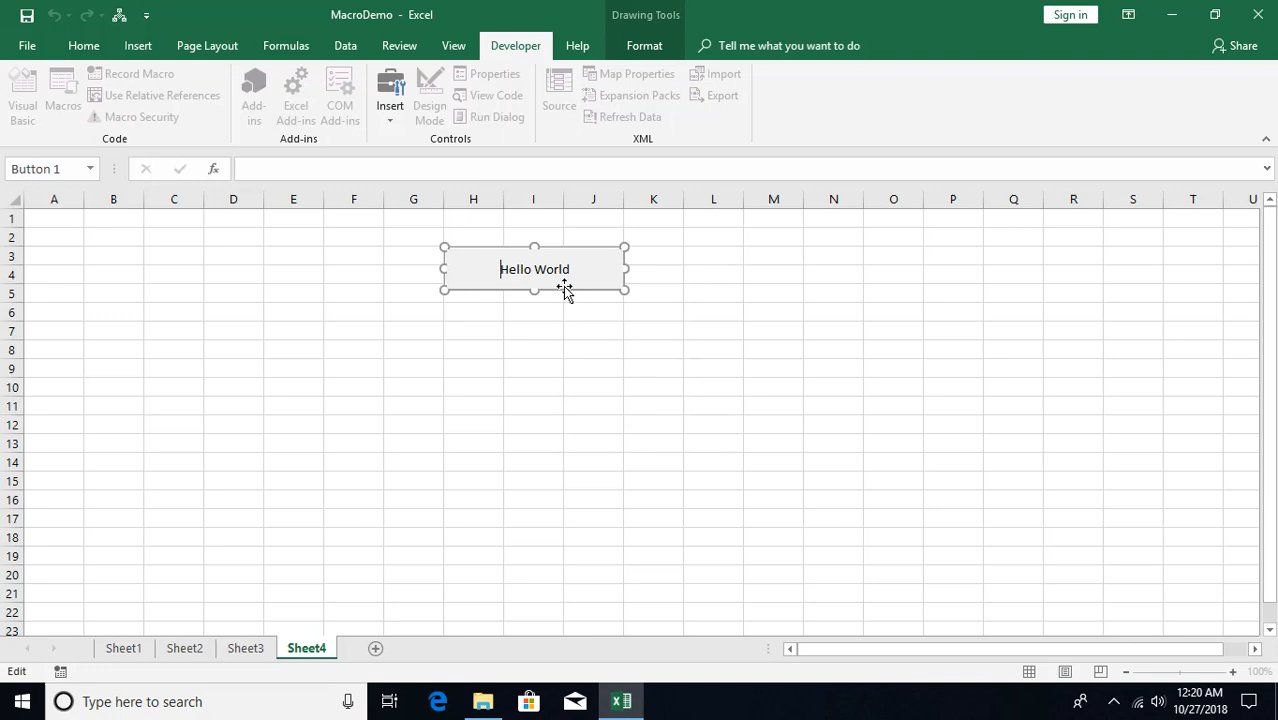 MacroDemo - Excel
Drawing Tools
Sign in
File Home Insert Page Layout Formulas Data Review View Developer Help Format Tell me what you want to do Share
Visual Basic
Macros
Record Macro
Use Relative References
Macro Security
Code
Add-ins
Excel Add-ins
COM Add-ins
Add-ins
Insert
Design Mode
Properties
View Code
Run Dialog
Controls
Source
Map Properties
Expansion Packs
Refresh Data
Import
Export
XML
Button 1
fx
A B C D E F G H I J K L M N O P Q R S T U
1
2
3
4
5
6
7
8
9
10
11
12
13
14
15
16
17
18
19
20
21
22
23
Hello World
Sheet1 Sheet2 Sheet3 Sheet4
Edit
100%
Type here to search
12:20 AM
10/27/2018